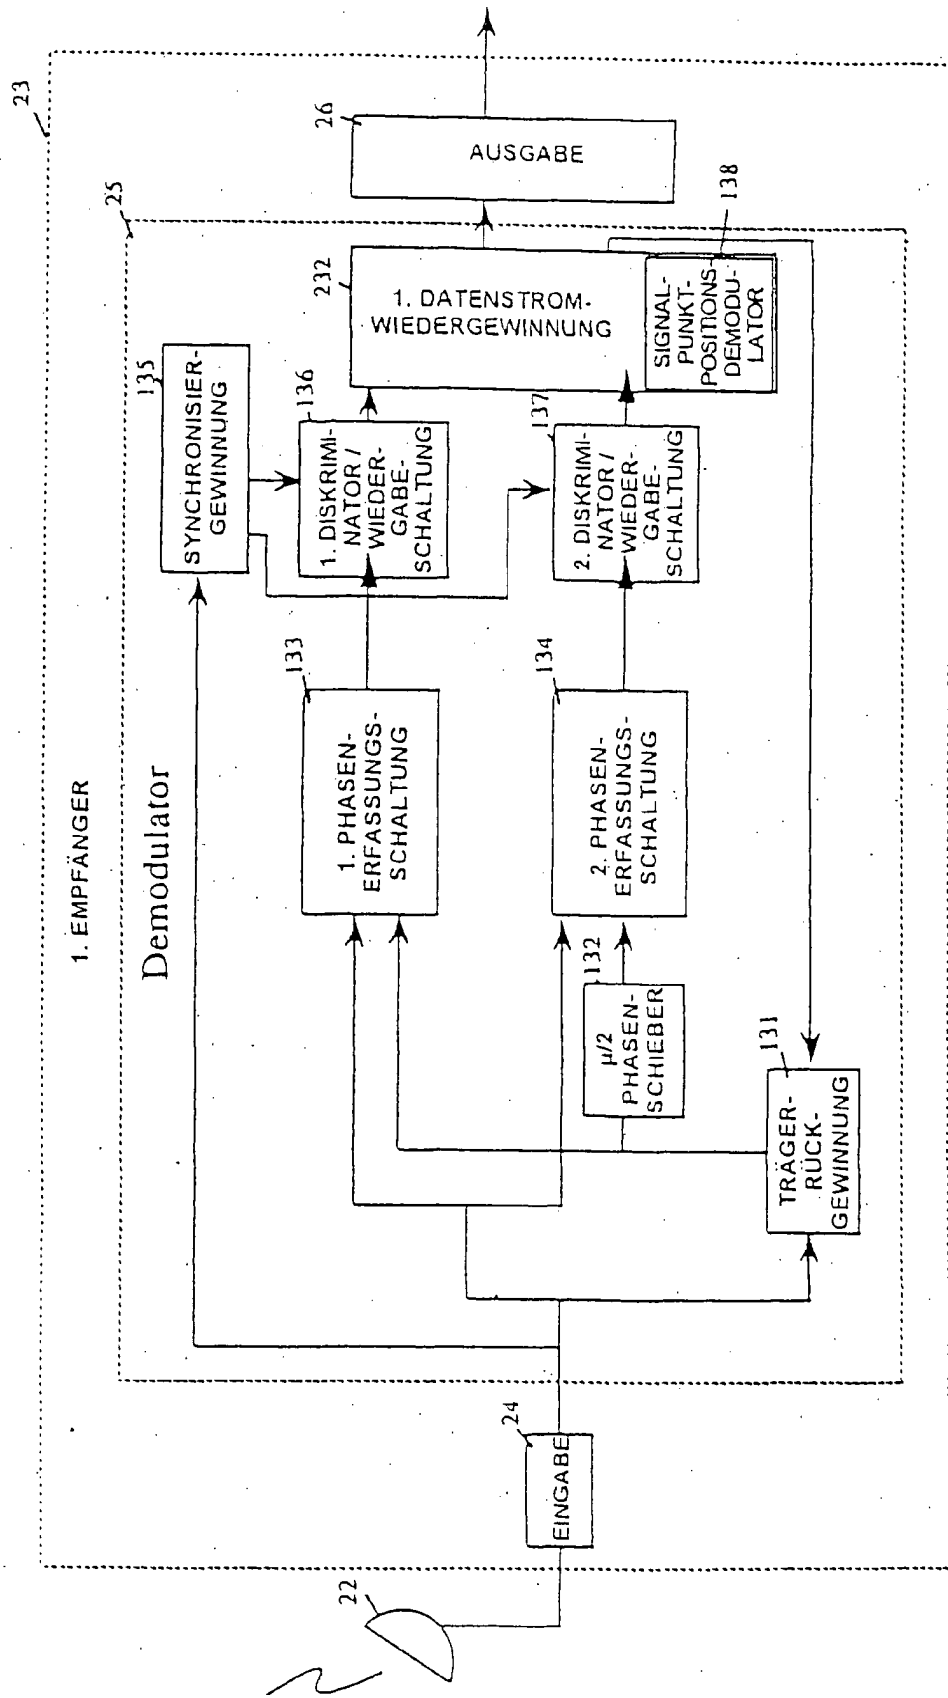 23
1. EMPFÄNGER
25
Demodulator
22
24
EINGABE
135
SYNCHRONISIER-
GEWINNUNG
133
1. PHASEN-
ERFASSUNGS-
SCHALTUNG
136
1. DISKRIMI-
NATOR /
WIEDER-
GABE-
SCHALTUNG
232
1. DATENSTROM-
WIEDERGEWINNUNG
26
AUSGABE
132
µ/2
PHASEN-
SCHIEBER
134
2. PHASEN-
ERFASSUNGS-
SCHALTUNG
137
2. DISKRIMI-
NATOR /
WIEDER-
GABE-
SCHALTUNG
138
SIGNAL-
PUNKT-
POSITIONS-
DEMODU-
LATOR
131
TRÄGER-
RÜCK-
GEWINNUNG